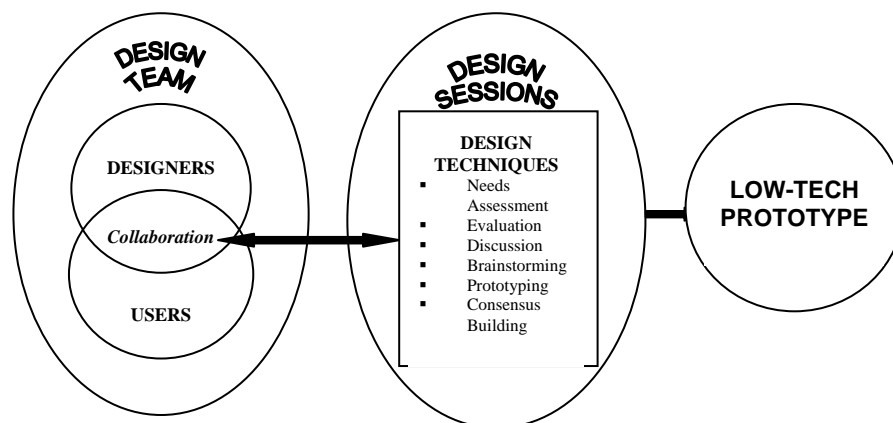 DESIGN
TEAM
DESIGNERS
Collaboration
USERS
DESIGN
SESSIONS
DESIGN
TECHNIQUES
▪ Needs
Assessment
▪ Evaluation
▪ Discussion
▪ Brainstorming
▪ Prototyping
▪ Consensus
Building
LOW-TECH
PROTOTYPE